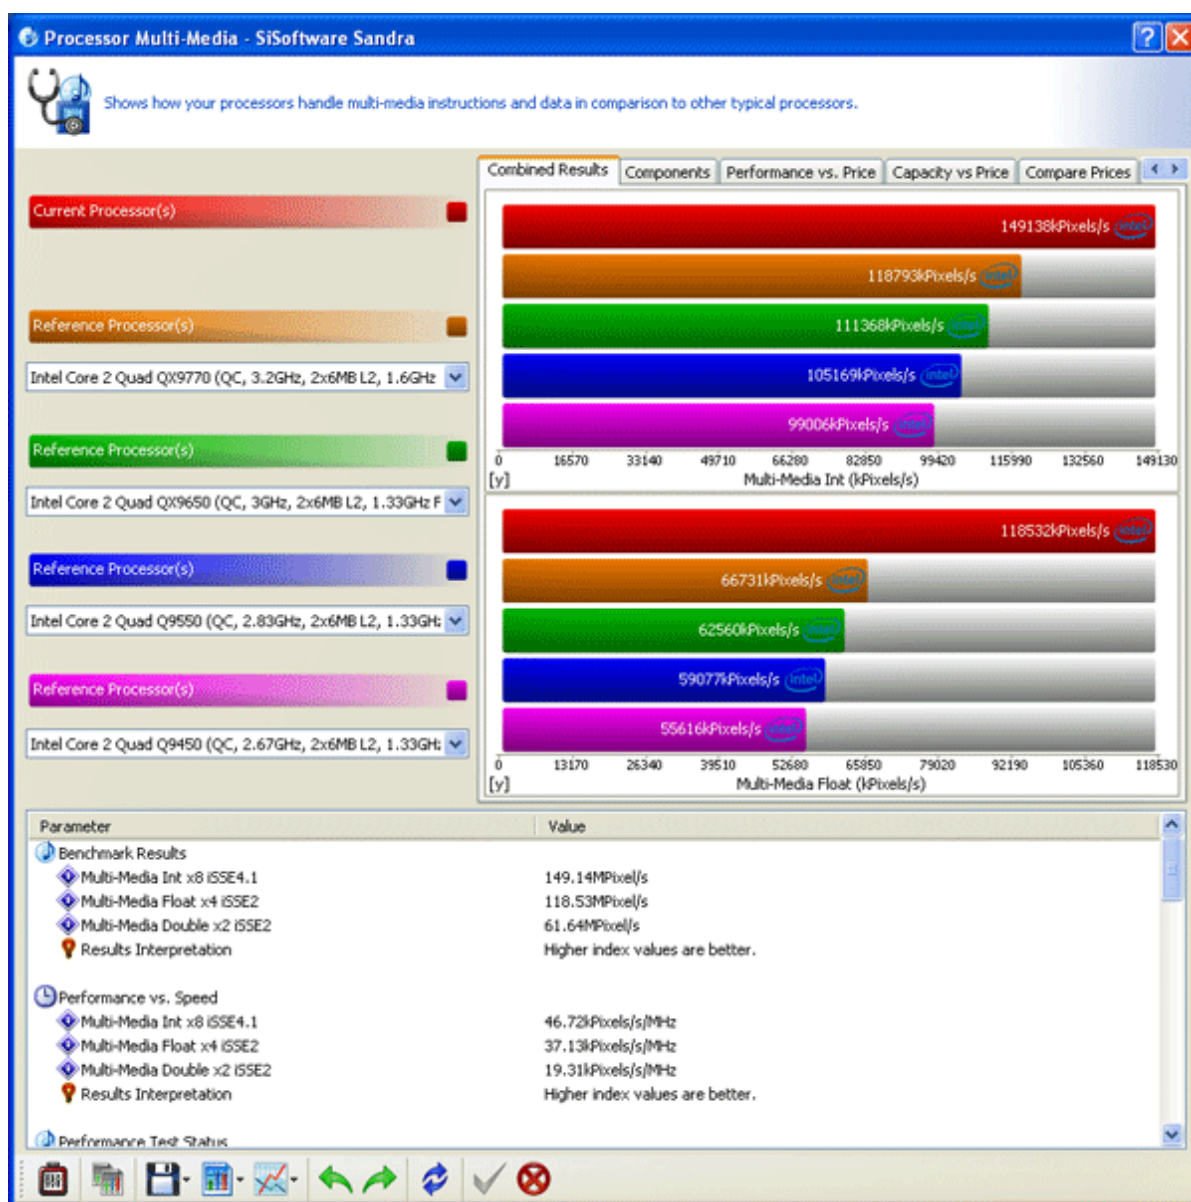 Processor Multi-Media - SiSoftware Sandra
Shows how your processors handle multi-media instructions and data in comparison to other typical processors.
Combined Results Components Performance vs. Price Capacity vs Price Compare Prices
Current Processor(s)
Reference Processor(s)
Intel Core 2 Quad QX9770 (QC, 3.2GHz, 2x6MB L2, 1.6GHz
Reference Processor(s)
Intel Core 2 Quad QX9650 (QC, 3GHz, 2x6MB L2, 1.33GHz F
Reference Processor(s)
Intel Core 2 Quad Q9550 (QC, 2.83GHz, 2x6MB L2, 1.33GHz
Reference Processor(s)
Intel Core 2 Quad Q9450 (QC, 2.67GHz, 2x6MB L2, 1.33GHz
149138kPixels/s intel
118793kPixels/s intel
111368kPixels/s intel
105169kPixels/s intel
99006kPixels/s intel
0 16570 33140 49710 66280 82850 99420 115990 132560 149130
[y] Multi-Media Int (kPixels/s)
118532kPixels/s intel
66731kPixels/s intel
62560kPixels/s intel
59077kPixels/s intel
55616kPixels/s intel
0 13170 26340 39510 52680 65850 79020 92190 105360 118530
[y] Multi-Media Float (kPixels/s)
Parameter Value
Benchmark Results
Multi-Media Int x8 iSSE4.1 149.14MPixel/s
Multi-Media Float x4 iSSE2 118.53MPixel/s
Multi-Media Double x2 iSSE2 61.64MPixel/s
Results Interpretation Higher index values are better.
Performance vs. Speed
Multi-Media Int x8 iSSE4.1 46.72kPixels/s/MHz
Multi-Media Float x4 iSSE2 37.13kPixels/s/MHz
Multi-Media Double x2 iSSE2 19.31kPixels/s/MHz
Results Interpretation Higher index values are better.
Performance Test Status